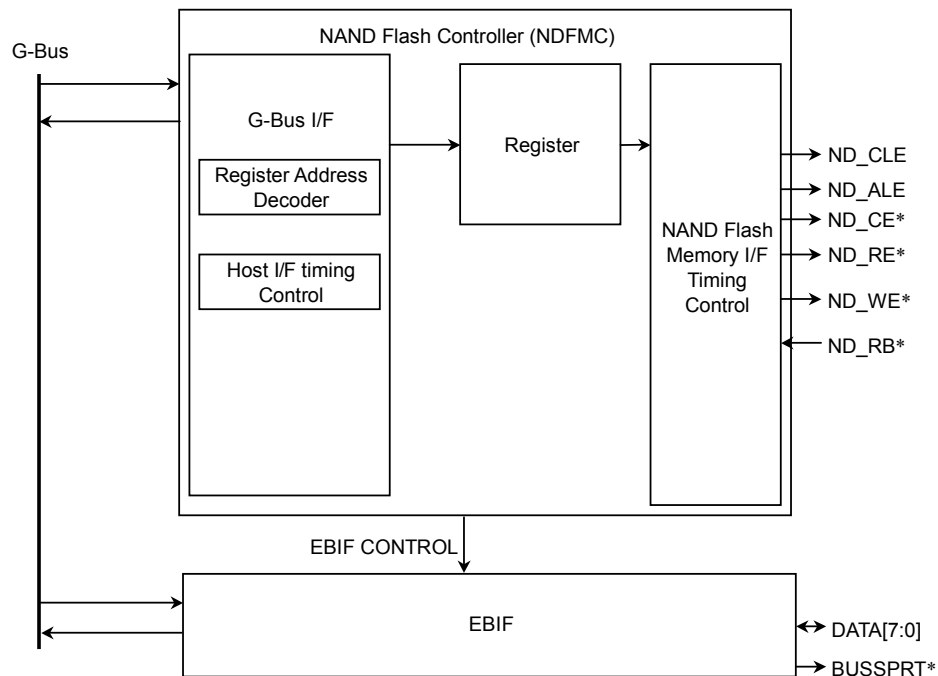 NAND Flash Controller (NDFMC)
G-Bus
G-Bus I/F
Register Address
Decoder
Host I/F timing
Control
Register
NAND Flash
Memory I/F
Timing
Control
ND_CLE
ND_ALE
ND_CE*
ND_RE*
ND_WE*
ND_RB*
EBIF CONTROL
EBIF
DATA[7:0]
BUSSPRT*